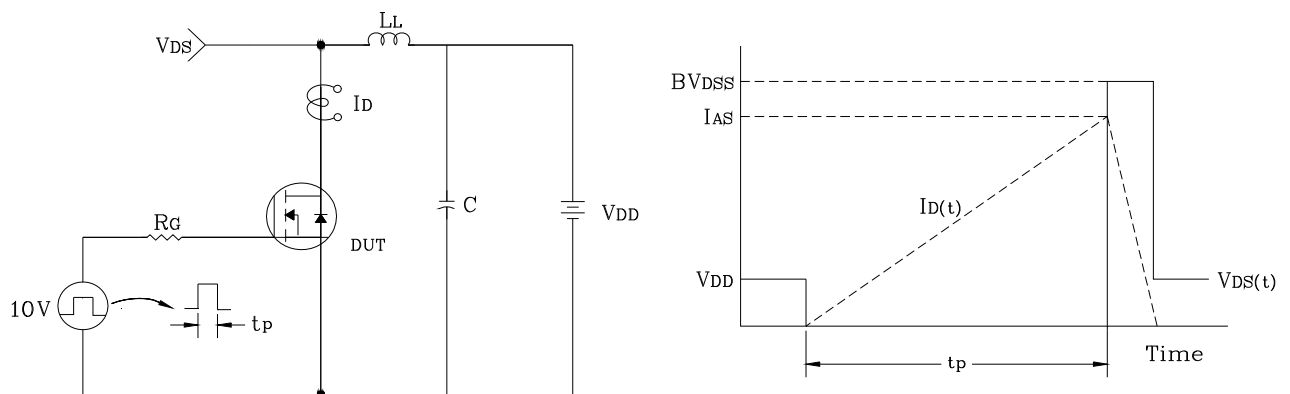 LL
VDS
ID
RG
C
VDD
DUT
10V
tp
BVDSS
IAS
ID(t)
VDD
VDS(t)
tp
Time